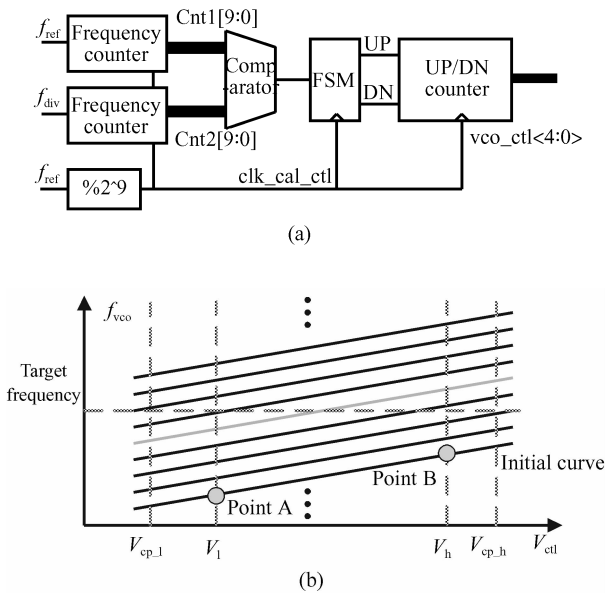 f_ref
Frequency counter
Cnt1[9:0]
Comp-arator
FSM
UP
DN
UP/DN counter
f_div
Frequency counter
Cnt2[9:0]
vco_ctl<4:0>
f_ref
%2^9
clk_cal_ctl
(a)
f_vco
Target frequency
Point A
Point B
Initial curve
V_cp_l
V_l
V_h
V_cp_h
V_ctl
(b)